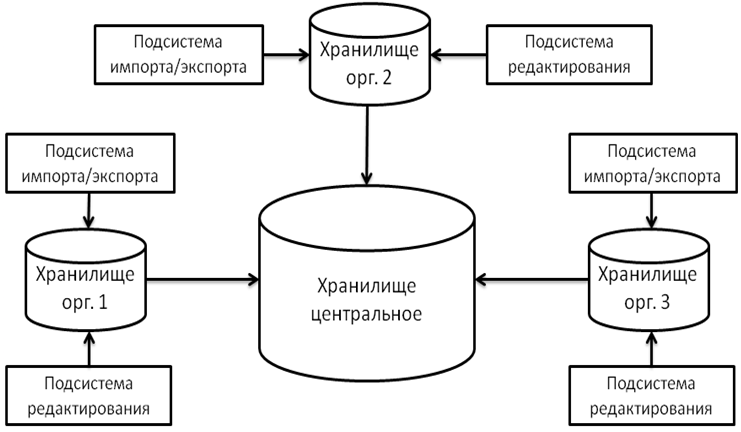 Подсистема
импорта/экспорта
Хранилище
орг. 2
Подсистема
редактирования
Подсистема
импорта/экспорта
Подсистема
импорта/экспорта
Хранилище
орг. 1
Хранилище
центральное
Хранилище
орг. 3
Подсистема
редактирования
Подсистема
редактирования